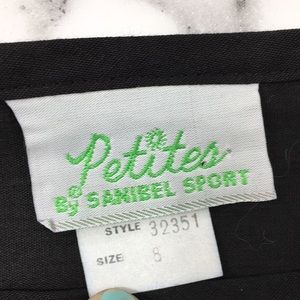 Petites
By SANIBEL SPORT
STYLE 32351
SIZE: 8